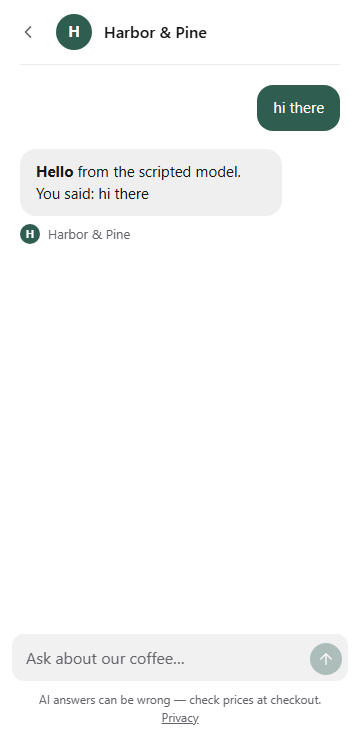 H
Harbor & Pine
hi there
Hello from the scripted model.
You said: hi there
H
Harbor & Pine
Ask about our coffee...
AI answers can be wrong — check prices at checkout.
Privacy